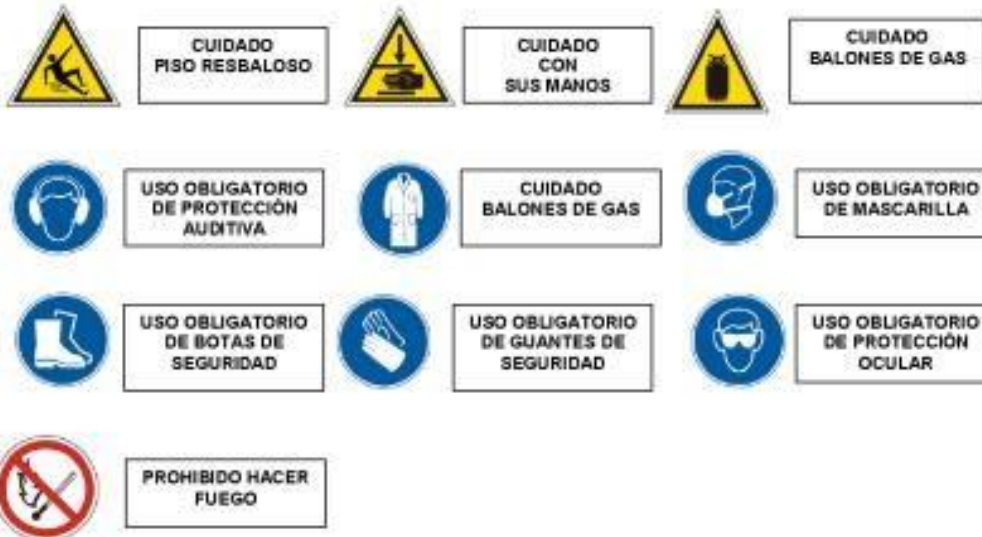 CUIDADO
PISO RESBALOSO
CUIDADO
CON
SUS MANOS
CUIDADO
BALONES DE GAS
USO OBLIGATORIO
DE PROTECCIÒN
AUDITIVA
CUIDADO
BALONES DE GAS
USO OBLIGATORIO
DE MASCARILLA
USO OBLIGATORIO
DE BOTAS DE
SEGURIDAD
USO OBLIGATORIO
DE GUANTES DE
SEGURIDAD
USO OBLIGATORIO
DE PROTECCIÒN
OCULAR
PROHIBIDO HACER
FUEGO